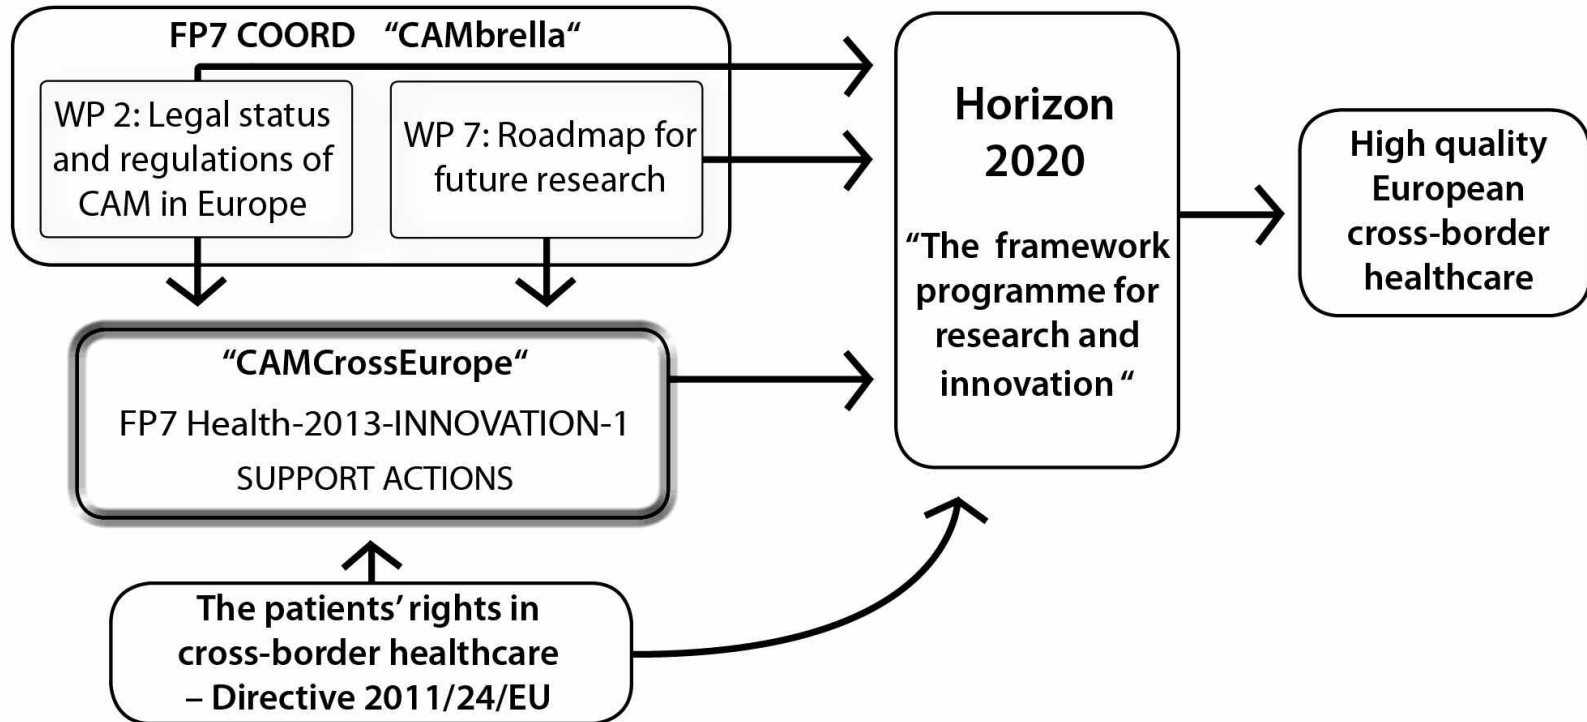 FP7 COORD “CAMbrella“
WP 2: Legal status
and regulations of
CAM in Europe
WP 7: Roadmap for
future research
“CAMCrossEurope“
FP7 Health-2013-INNOVATION-1
SUPPORT ACTIONS
The patients’ rights in
cross-border healthcare
– Directive 2011/24/EU
Horizon
2020
“The framework
programme for
research and
innovation “
High quality
European
cross-border
healthcare